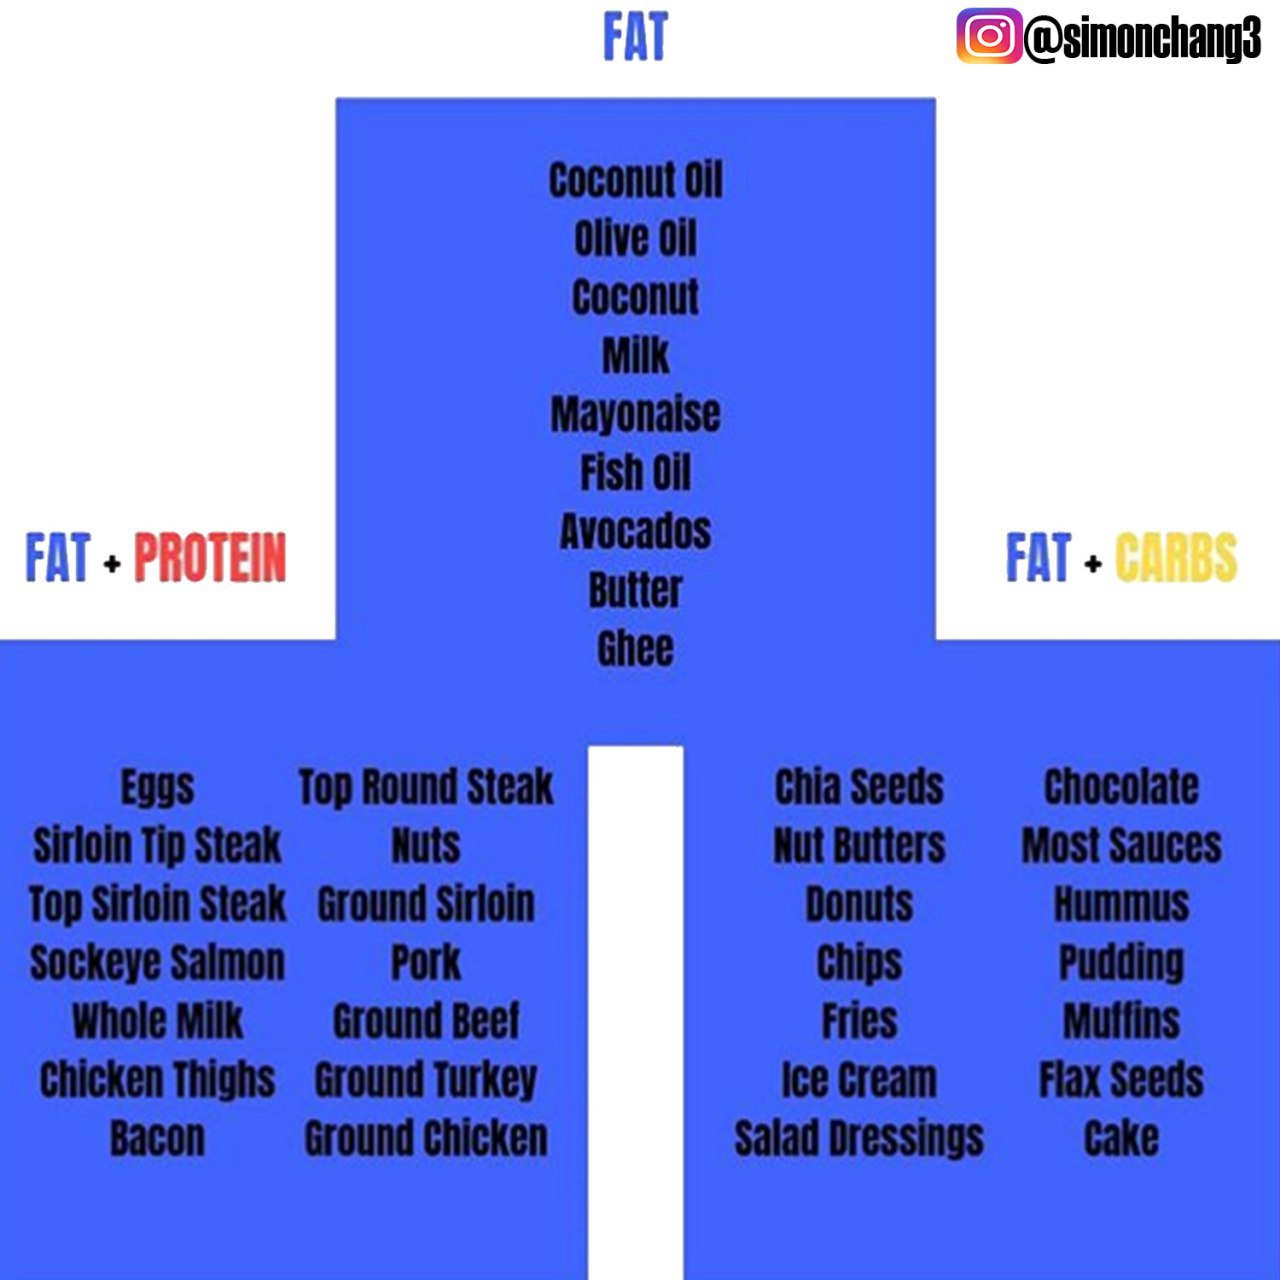 FAT
@simonchang3
Coconut Oil
Olive Oil
Coconut
Milk
Mayonaise
Fish Oil
Avocados
Butter
Ghee
FAT + PROTEIN
Eggs
Sirloin Tip Steak
Top Sirloin Steak
Sockeye Salmon
Whole Milk
Chicken Thighs
Bacon
Top Round Steak
Nuts
Ground Sirloin
Pork
Ground Beef
Ground Turkey
Ground Chicken
FAT + CARBS
Chia Seeds
Nut Butters
Donuts
Chips
Fries
Ice Cream
Salad Dressings
Chocolate
Most Sauces
Hummus
Pudding
Muffins
Flax Seeds
Cake